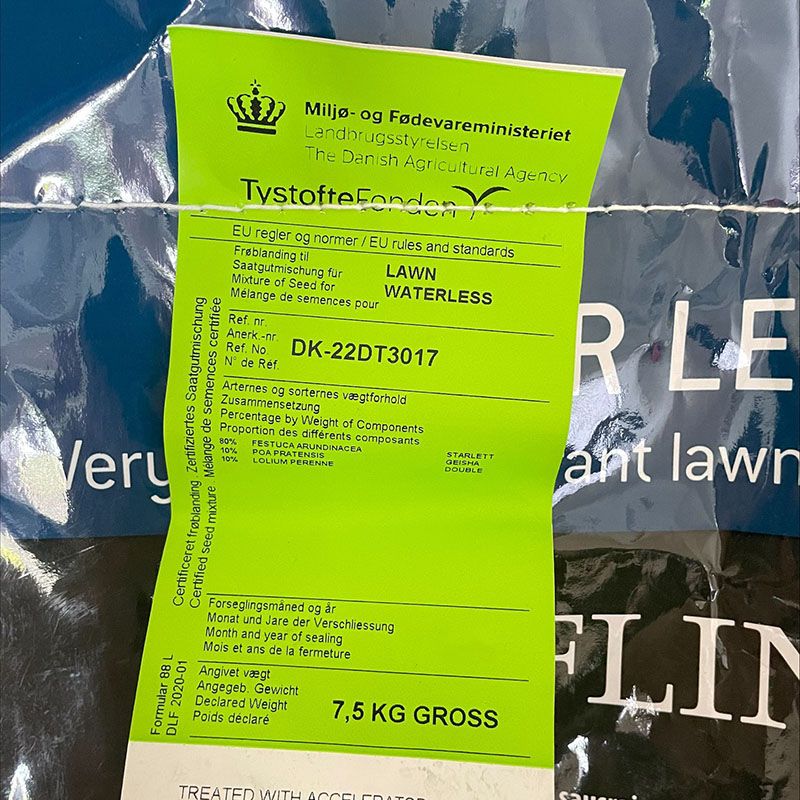 Miljø- og Fødevareministeriet
Landbrugsstyrelsen
The Danish Agricultural Agency
TystofteFonden
EU regler og normer / EU rules and standards
Frøblanding til
Saatgutmischung für
Mixture of Seed for
Mélange de semences pour
LAWN
WATERLESS
Ref. nr.
Anerk.-nr.
Ref. No.
N° de Réf.
DK-22DT3017
Arternes og sorternes vægtforhold
Zusammensetzung
Percentage by Weight of Components
Proportion des différents composants
80% FESTUCA ARUNDINACEA STARLETT
10% POA PRATENSIS GEISHA
10% LOLIUM PERENNE DOUBLE
Forseglingsmåned og år
Monat und Jare der Verschliessung
Month and year of sealing
Mois et ans de la fermeture
Angivet vægt
Angegeb. Gewicht
Declared Weight
Poids déclaré
7,5 KG GROSS
Certificeret frøblanding Zertifiziertes Saatgutmischung
Certified seed mixture Mélange de semences certifiée
Formular 88 L
DLF 2020-01
TREATED WITH
R LE
Very
ant lawn
FLIN